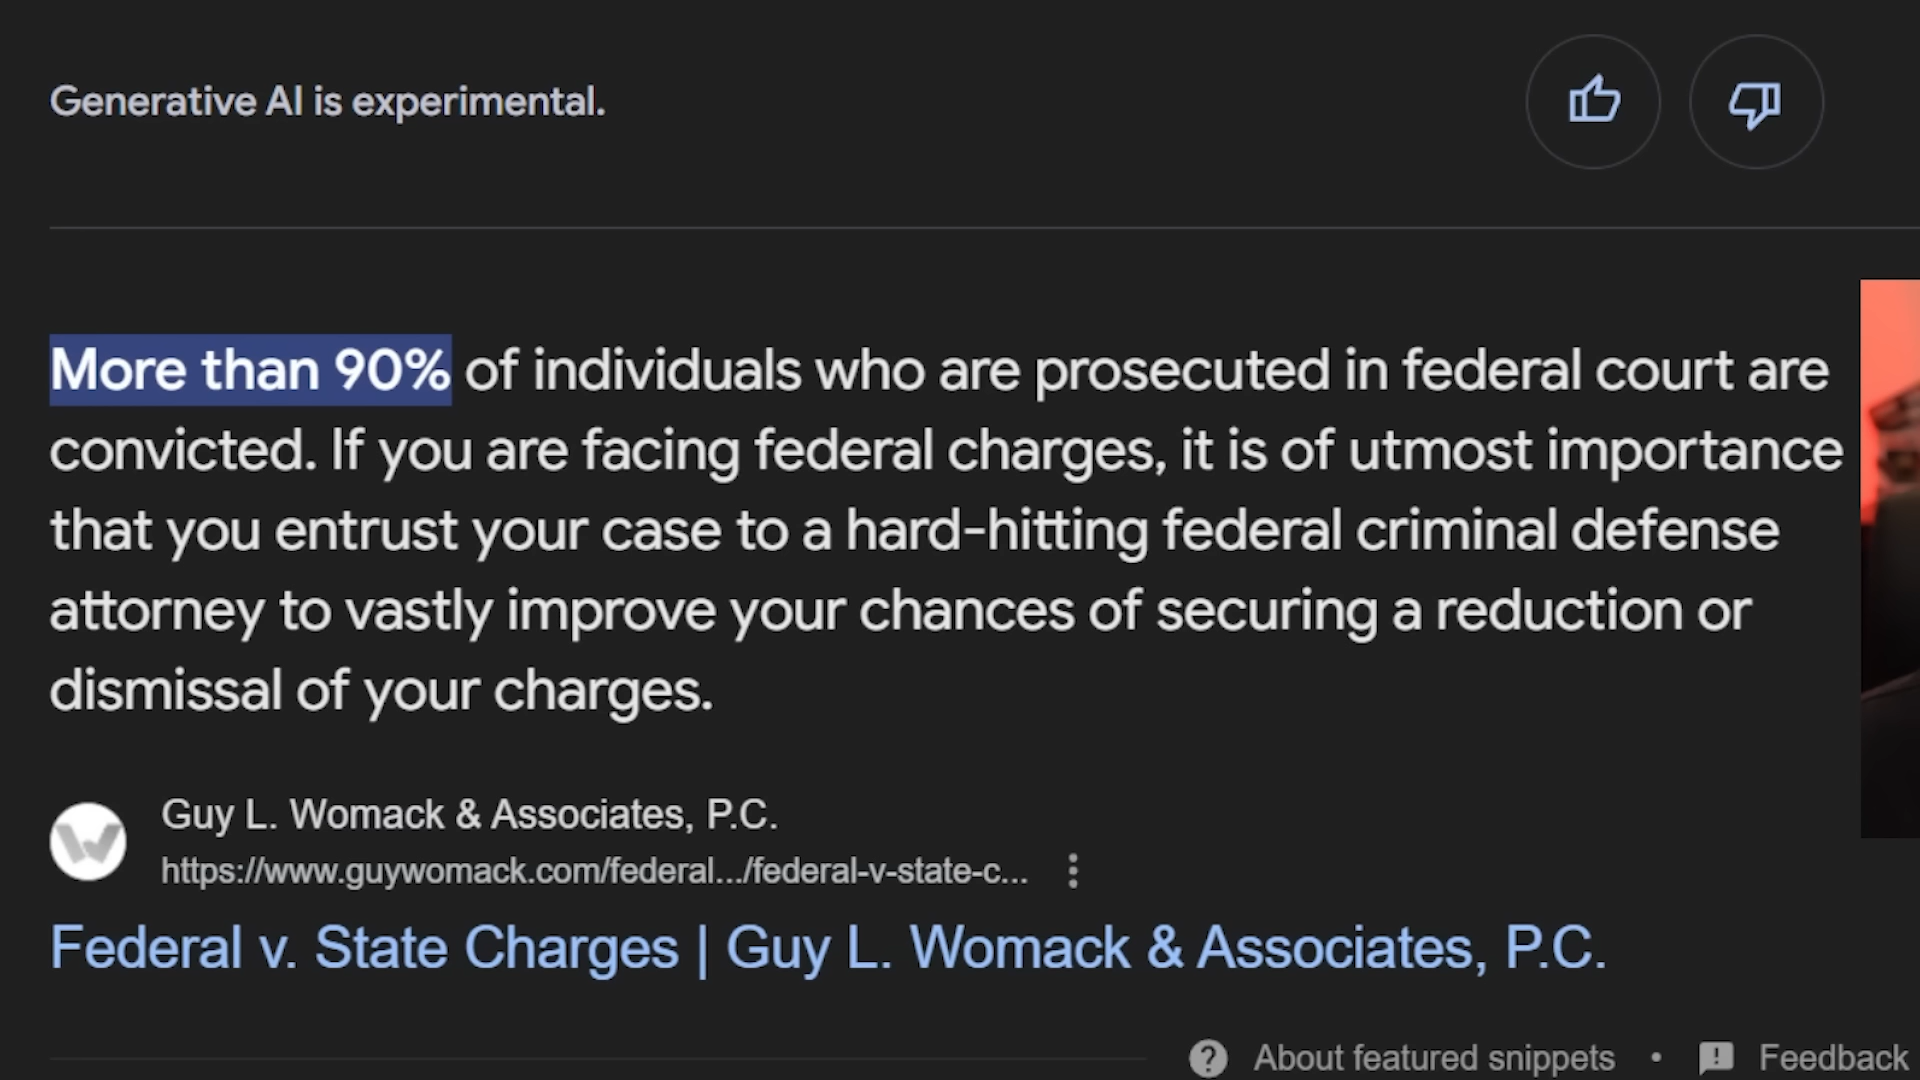 Generative AI is experimental.
More than 90% of individuals who are prosecuted in federal court are
convicted. If you are facing federal charges, it is of utmost importance
that you entrust your case to a hard-hitting federal criminal defense
attorney to vastly improve your chances of securing a reduction or
dismissal of your charges.
Guy L. Womack & Associates, P.C.
https://www.guywomack.com/federal.../federal-v-state-c...
Federal v. State Charges | Guy L. Womack & Associates, P.C.
About featured snippets • Feedback